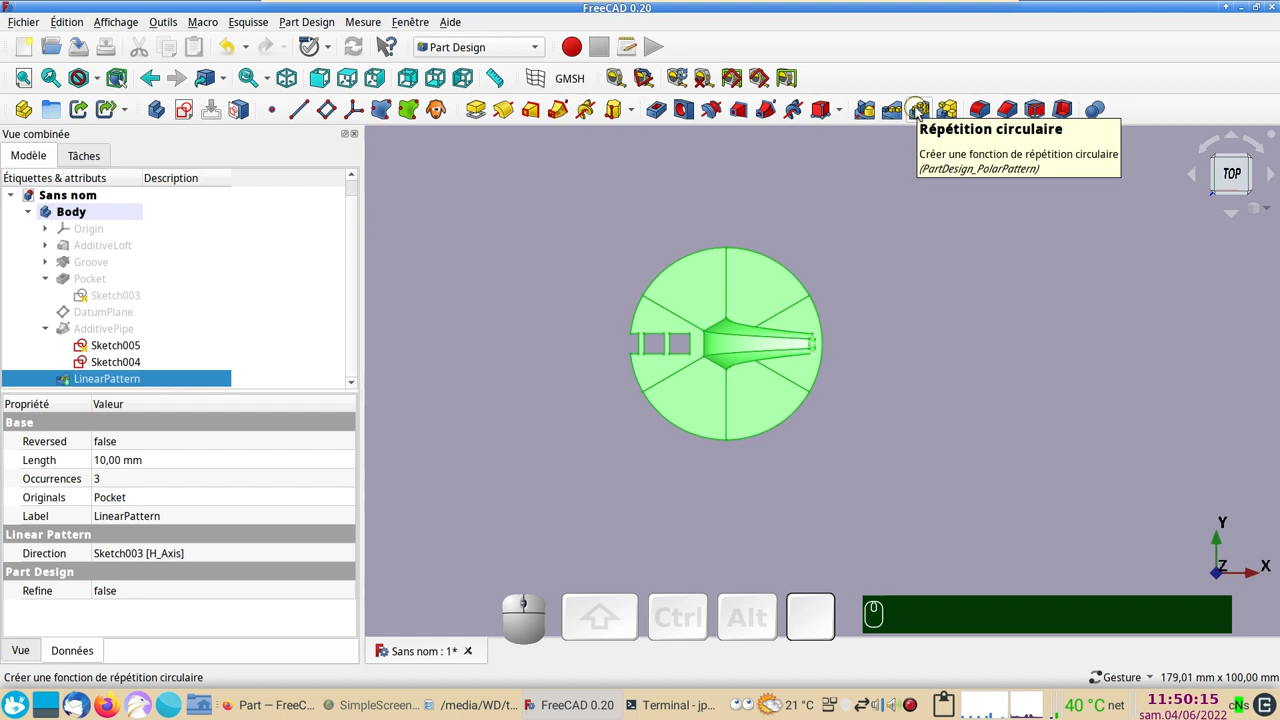 FreeCAD 0.20
Fichier Édition Affichage Outils Macro Esquisse Part Design Mesure Fenêtre Aide
Part Design
GMSH
Vue combinée
Modèle Tâches
Étiquettes & attributs Description
Sans nom
Body
Origin
AdditiveLoft
Groove
Pocket
Sketch003
DatumPlane
AdditivePipe
Sketch005
Sketch004
LinearPattern
Propriété Valeur
Base
Reversed false
Length 10,00 mm
Occurrences 3
Originals Pocket
Label LinearPattern
Linear Pattern
Direction Sketch003 [H_Axis]
Part Design
Refine false
Vue Données
Répétition circulaire
Créer une fonction de répétition circulaire
(PartDesign_PolarPattern)
TOP
Y
Z X
Ctrl Alt
Sans nom : 1*
Créer une fonction de répétition circulaire
Gesture 179,01 mm x 100,00 mm
Part — FreeC... SimpleScreen... /media/WD/t... FreeCAD 0.20 Terminal - jp... 21 °C 40 °C net
11:50:15
sam.04/06/2022
cNs